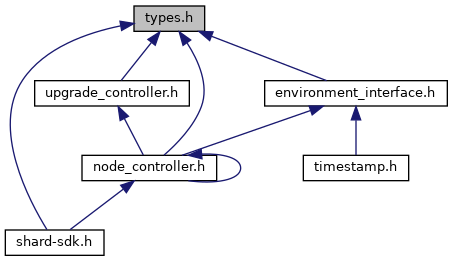 types.h
upgrade_controller.h
environment_interface.h
node_controller.h
timestamp.h
shard-sdk.h